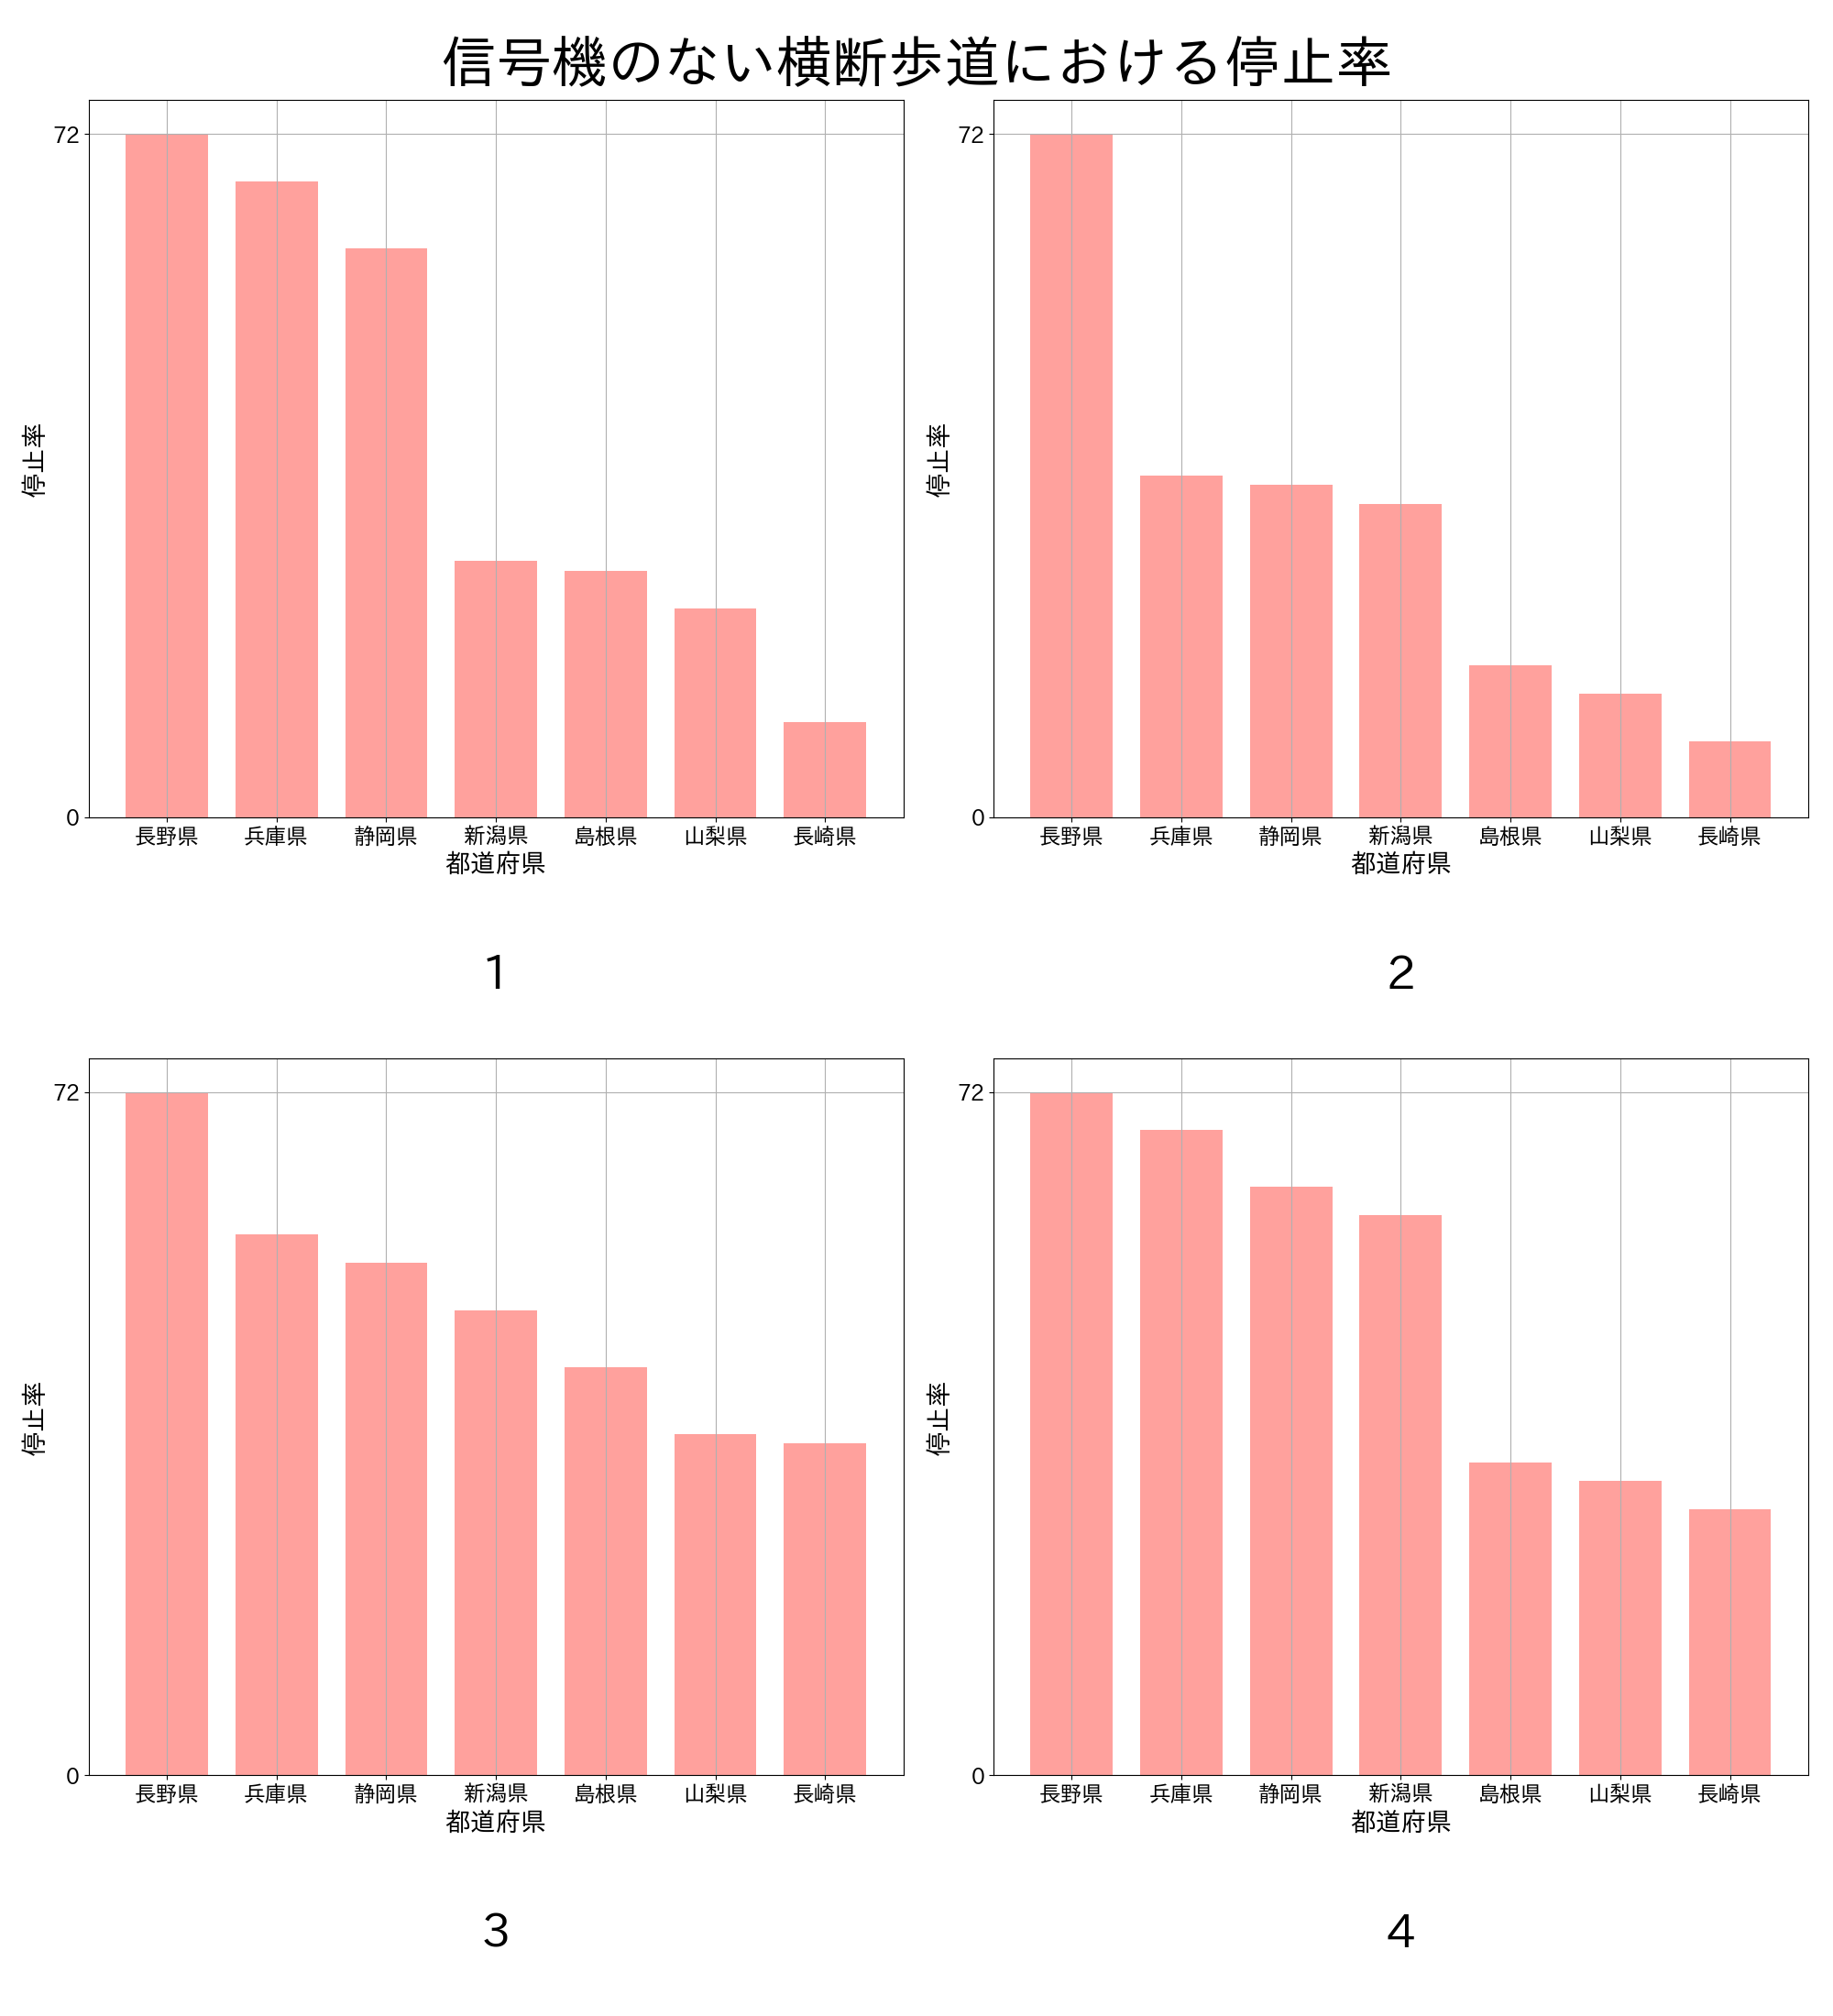 信号機のない横断歩道における停止率
72
0
停止率
長野県 兵庫県 静岡県 新潟県 島根県 山梨県 長崎県
都道府県
1
72
0
停止率
長野県 兵庫県 静岡県 新潟県 島根県 山梨県 長崎県
都道府県
2
72
0
停止率
長野県 兵庫県 静岡県 新潟県 島根県 山梨県 長崎県
都道府県
3
72
0
停止率
長野県 兵庫県 静岡県 新潟県 島根県 山梨県 長崎県
都道府県
4